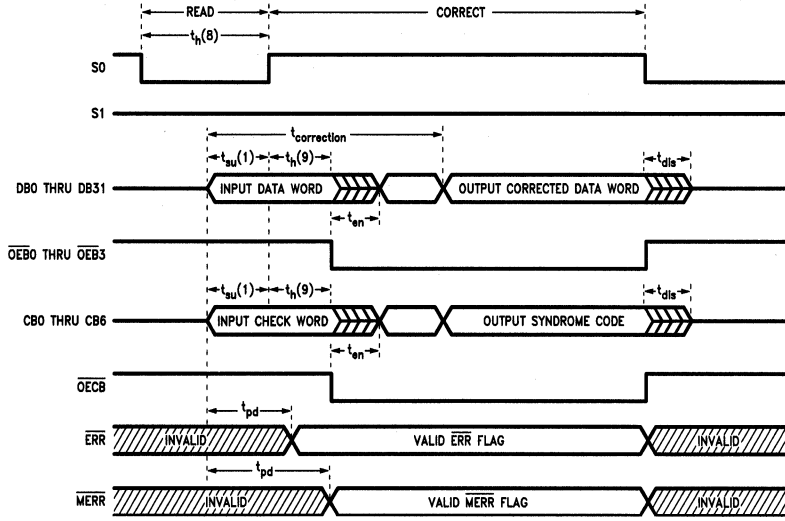 READ CORRECT
th(8)
S0
S1
tcorrection
tsu(1) th(9) tdis
DB0 THRU DB31 INPUT DATA WORD OUTPUT CORRECTED DATA WORD
ten
OEB0 THRU OEB3
tsu(1) th(9) tdis
CB0 THRU CB6 INPUT CHECK WORD OUTPUT SYNDROME CODE
ten
OECB
tpd
ERR INVALID VALID ERR FLAG INVALID
tpd
MERR INVALID VALID MERR FLAG INVALID